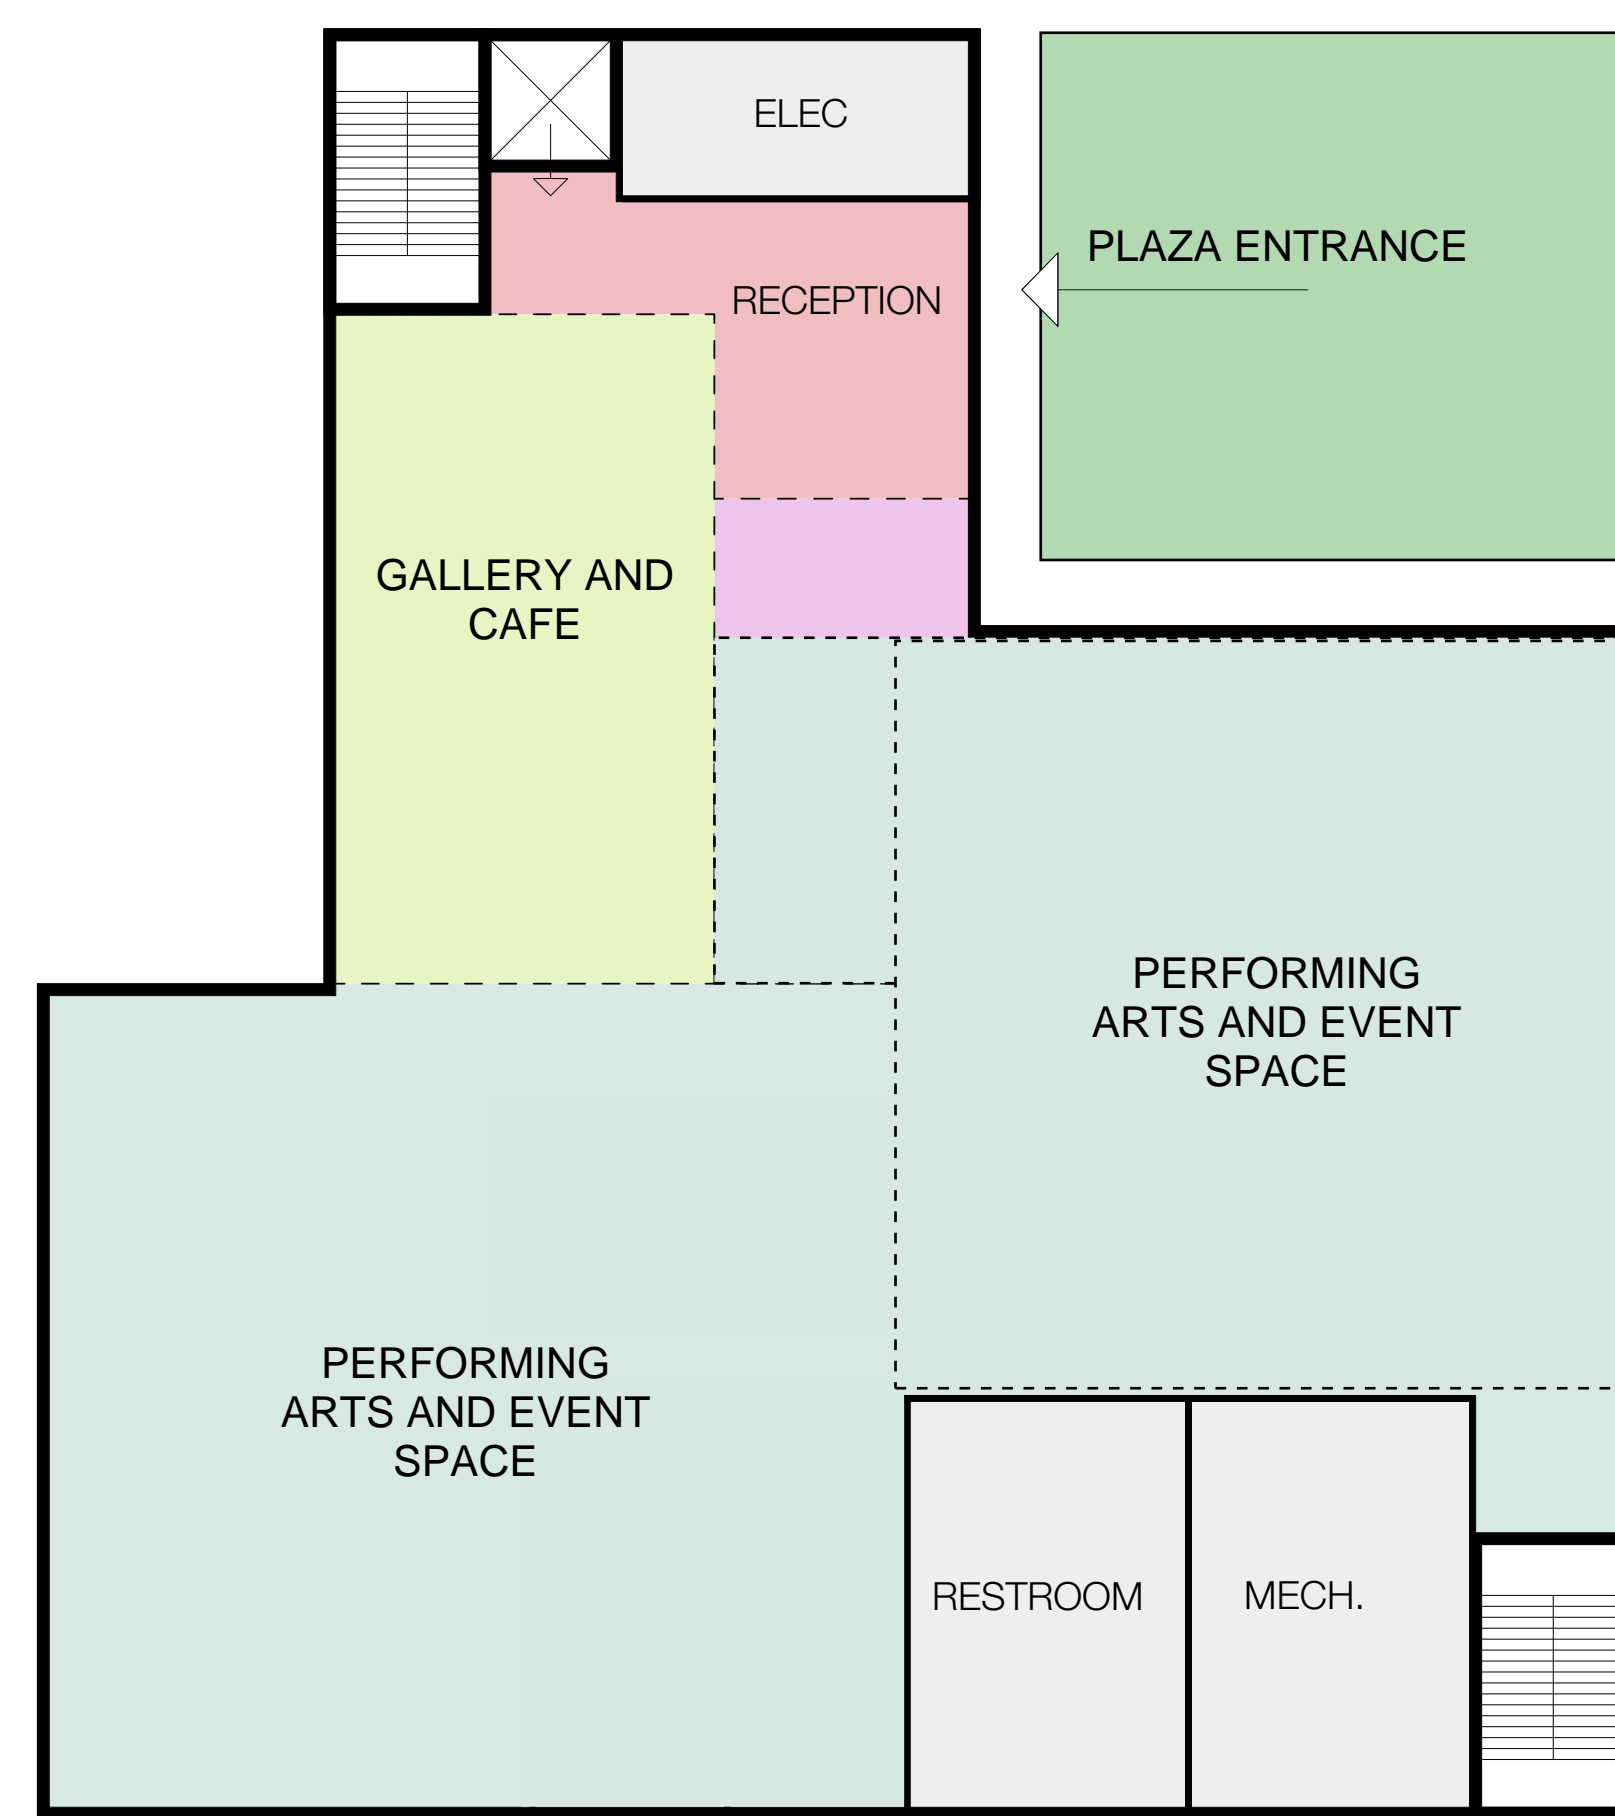 ELEC
PLAZA ENTRANCE
RECEPTION
GALLERY AND
CAFE
PERFORMING
ARTS AND EVENT
SPACE
PERFORMING
ARTS AND EVENT
SPACE
RESTROOM
MECH.